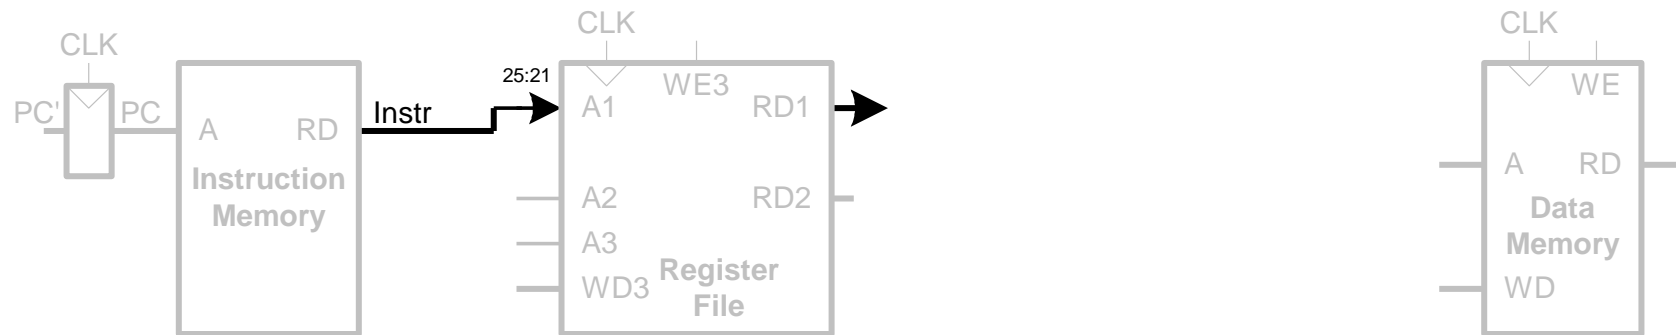 CLK
CLK
CLK
25:21
WE3
WE
PC'
PC
A
RD
Instr
A1
RD1
Instruction
Memory
A
RD
A2
RD2
Data
Memory
A3
Register
File
WD3
WD